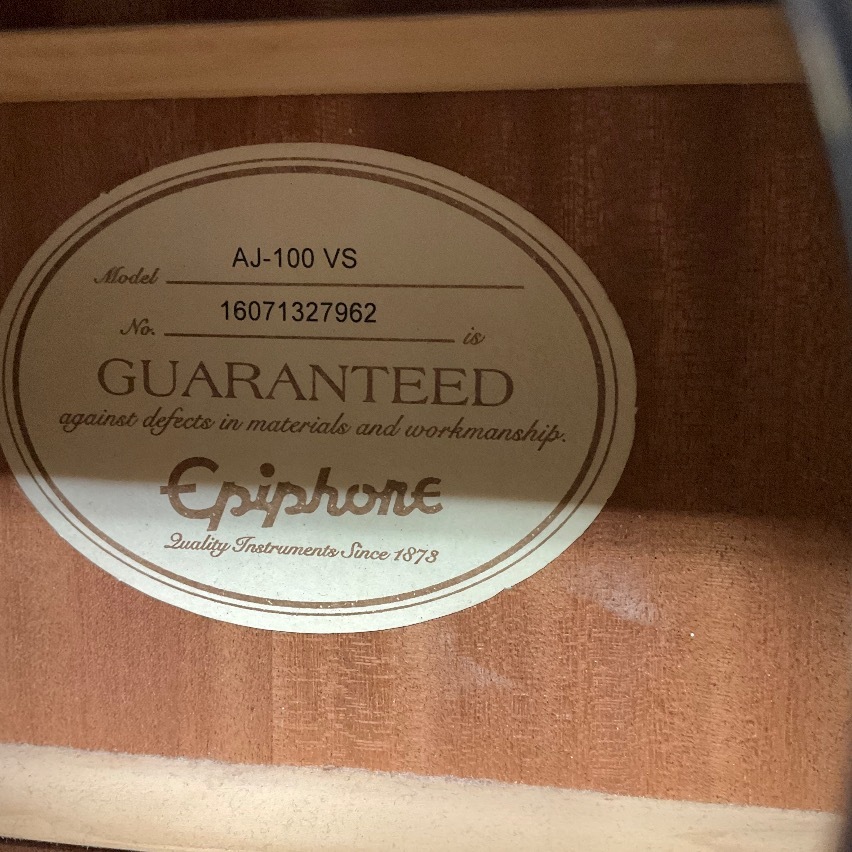 Model AJ-100 VS
No. 16071327962 is
GUARANTEED
against defects in materials and workmanship.
Epiphone
Quality Instruments Since 1873